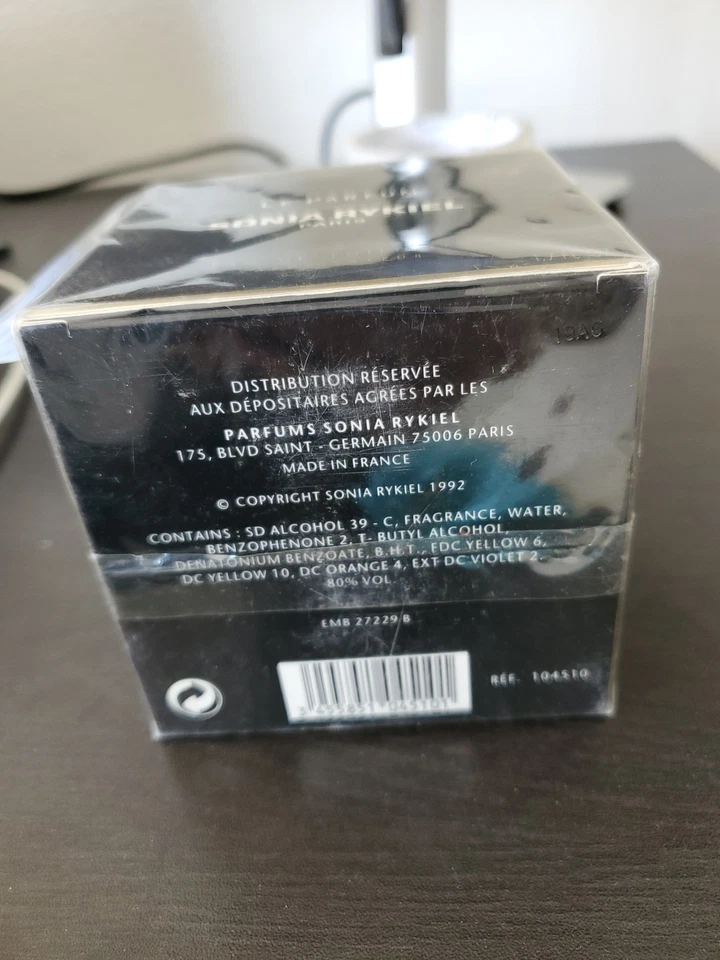 LE PARFUM
SONIA RYKIEL
PARIS
DISTRIBUTION RÉSERVÉE
AUX DÉPOSITAIRES AGRÉES PAR LES
PARFUMS SONIA RYKIEL
175, BLVD SAINT - GERMAIN 75006 PARIS
MADE IN FRANCE
© COPYRIGHT SONIA RYKIEL 1992
CONTAINS : SD ALCOHOL 39 - C, FRAGRANCE, WATER,
BENZOPHENONE 2, T- BUTYL ALCOHOL,
DENATONIUM BENZOATE, B.H.T., FDC YELLOW 6,
DC YELLOW 10, DC ORANGE 4, EXT DC VIOLET 2.
80% VOL
EMB 27229 B
RÉF. 104510